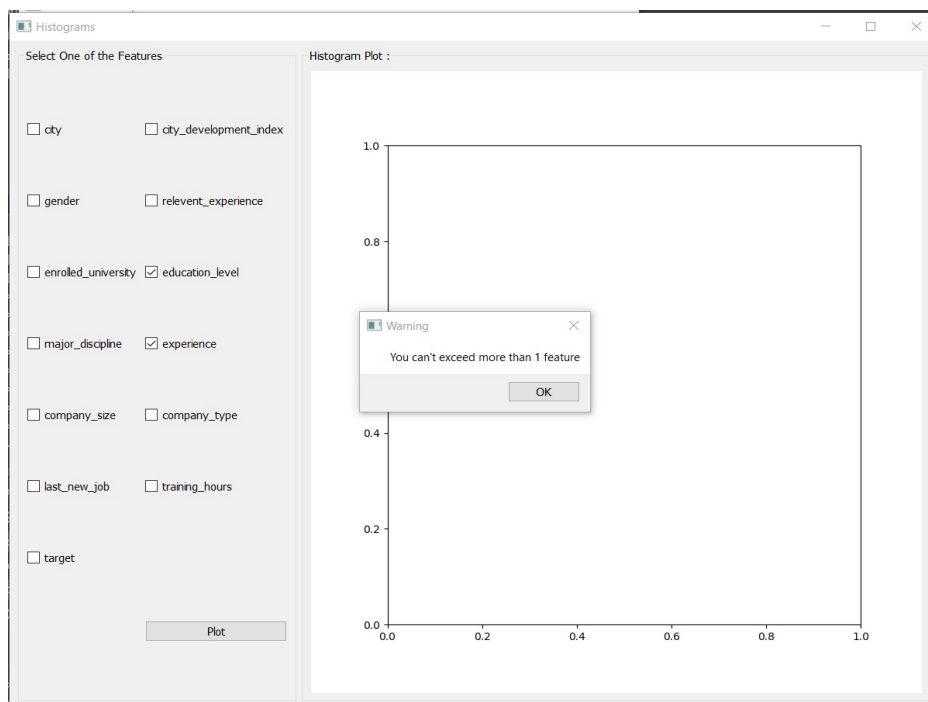 Histograms
Select One of the Features
Histogram Plot :
city
city_development_index
gender
relevent_experience
enrolled_university
education_level
major_discipline
experience
company_size
company_type
last_new_job
training_hours
target
Plot
1.0
0.8
0.4
0.2
0.0
0.0 0.2 0.4 0.6 0.8 1.0
Warning
You can't exceed more than 1 feature
OK